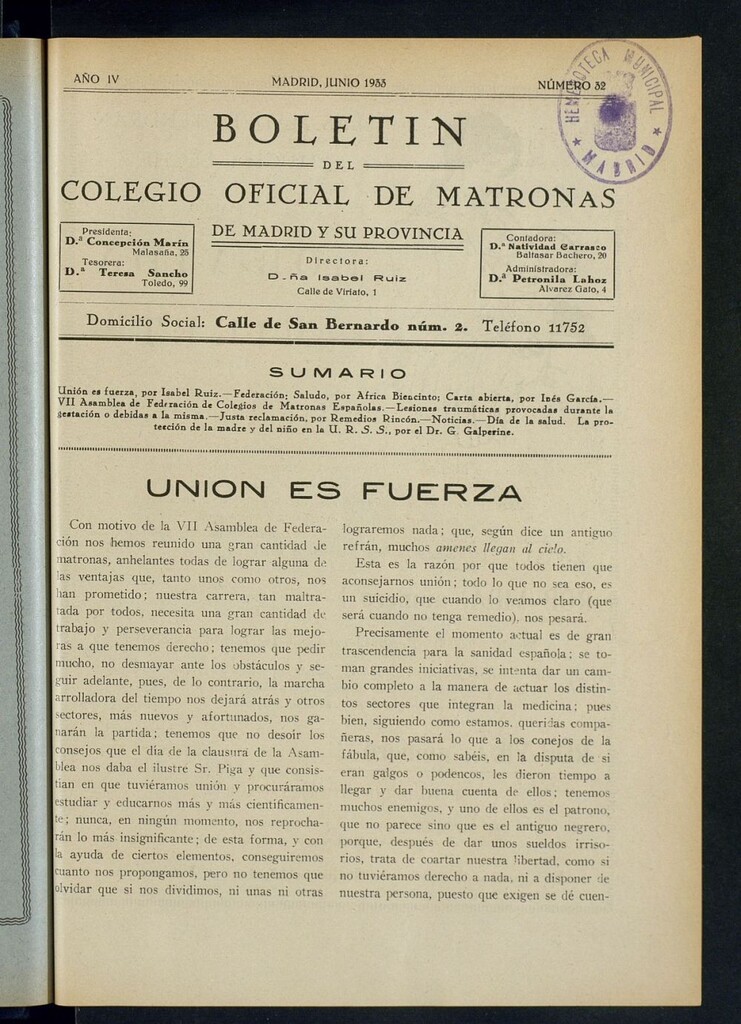 AÑO IV
MADRID, JUNIO 1933
NÚMERO 32
HEMEROTECA MUNICIPAL
★ MADRID ★
BOLETIN
DEL
COLEGIO OFICIAL DE MATRONAS
DE MADRID Y SU PROVINCIA
Presidenta:
D.ª Concepción Marín
Malasaña, 25
Tesorera:
D.ª Teresa Sancho
Toledo, 99
Directora:
D.ña Isabel Ruiz
Calle de Viriato, 1
Contadora:
D.ª Natividad Carrasco
Baltasar Bachero, 20
Administradora:
D.ª Petronila Lahoz
Alvarez Gato, 4
Domicilio Social: Calle de San Bernardo núm. 2. Teléfono 11752
SUMARIO
Unión es fuerza, por Isabel Ruiz.—Federación; Saludo, por Africa Biencinto; Carta abierta, por Inés García.—
VII Asamblea de Federación de Colegios de Matronas Españolas.—Lesiones traumáticas provocadas durante la
gestación o debidas a la misma.—Justa reclamación, por Remedios Rincón.—Noticias.—Día de la salud. La pro-
tección de la madre y del niño en la U. R. S. S., por el Dr. G. Galperine.
UNION ES FUERZA
Con motivo de la VII Asamblea de Federa-
ción nos hemos reunido una gran cantidad de
matronas, anhelantes todas de lograr alguna de
las ventajas que, tanto unos como otros, nos
han prometido; nuestra carrera, tan maltra-
tada por todos, necesita una gran cantidad de
trabajo y perseverancia para lograr las mejo-
ras a que tenemos derecho; tenemos que pedir
mucho, no desmayar ante los obstáculos y se-
guir adelante, pues, de lo contrario, la marcha
arrolladora del tiempo nos dejará atrás y otros
sectores, más nuevos y afortunados, nos ga-
narán la partida; tenemos que no desoir los
consejos que el día de la clausura de la Asam-
blea nos daba el ilustre Sr. Piga y que consis-
tían en que tuviéramos unión y procuráramos
estudiar y educarnos más y más científicamen-
te; nunca, en ningún momento, nos reprocha-
rán lo más insignificante; de esta forma, y con
la ayuda de ciertos elementos, conseguiremos
cuanto nos propongamos, pero no tenemos que
olvidar que si nos dividimos, ni unas ni otras
lograremos nada; que, según dice un antiguo
refrán, muchos amenes llegan al cielo.
Esta es la razón por que todos tienen que
aconsejarnos unión; todo lo que no sea eso, es
un suicidio, que cuando lo veamos claro (que
será cuando no tenga remedio), nos pesará.
Precisamente el momento actual es de gran
trascendencia para la sanidad española; se to-
man grandes iniciativas, se intenta dar un cam-
bio completo a la manera de actuar los distin-
tos sectores que integran la medicina; pues
bien, siguiendo como estamos, queridas compa-
ñeras, nos pasará lo que a los conejos de la
fábula, que, como sabéis, en la disputa de si
eran galgos o podencos, les dieron tiempo a
llegar y dar buena cuenta de ellos; tenemos
muchos enemigos, y uno de ellos es el patrono,
que no parece sino que es el antiguo negrero,
porque, después de dar unos sueldos irriso-
rios, trata de coartar nuestra libertad, como si
no tuviéramos derecho a nada, ni a disponer de
nuestra persona, puesto que exigen se dé cuen-